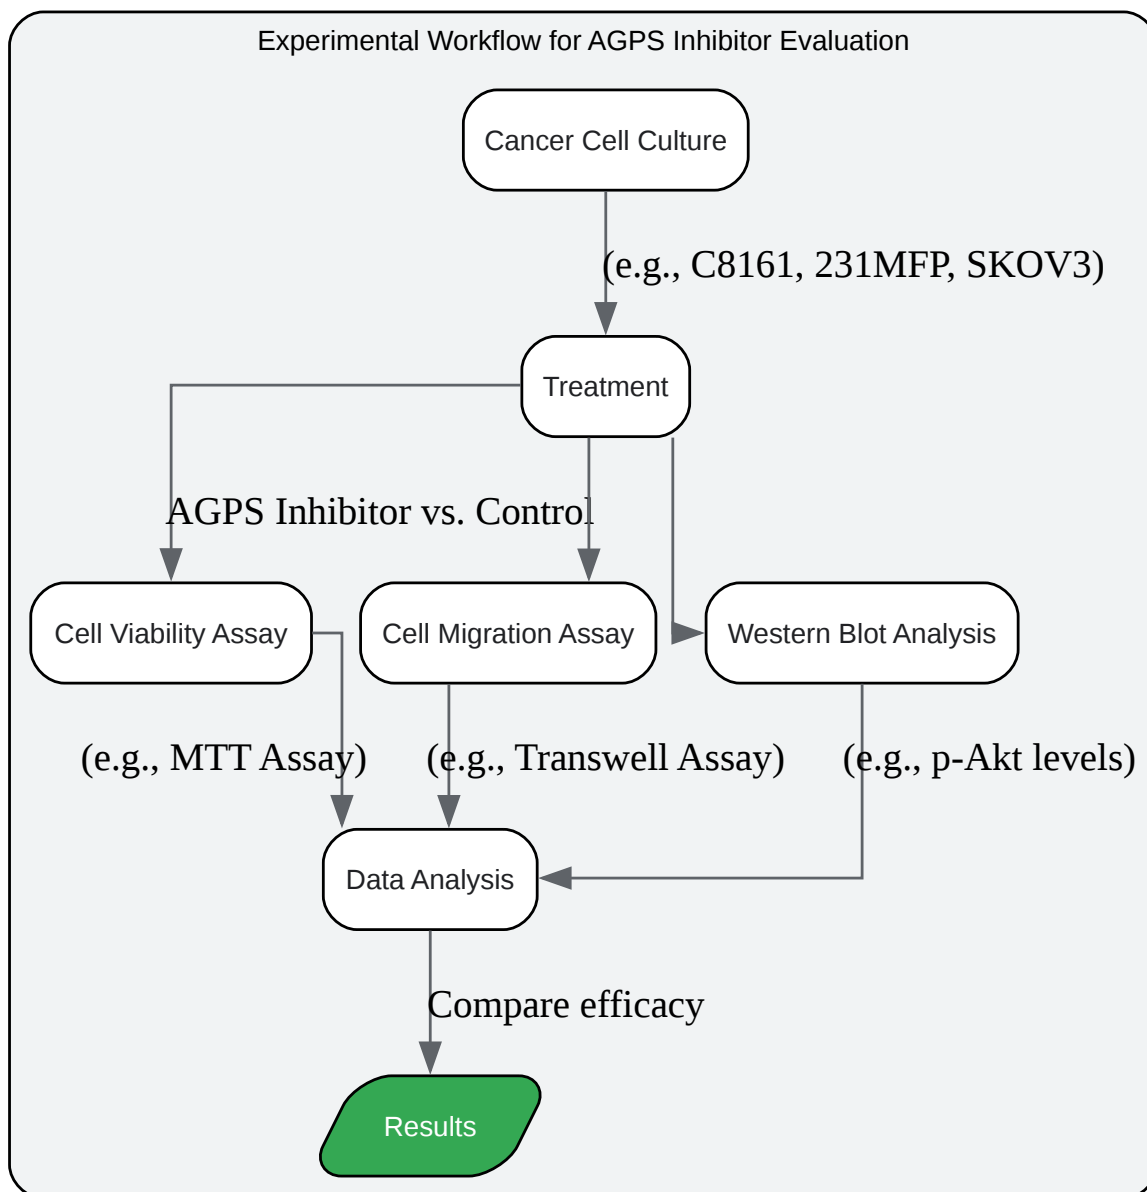 Experimental Workflow for AGPS Inhibitor Evaluation
Cancer Cell Culture
(e.g., C8161, 231MFP, SKOV3)
Treatment
AGPS Inhibitor vs. Control
Cell Viability Assay
Cell Migration Assay
Western Blot Analysis
(e.g., MTT Assay)
(e.g., Transwell Assay)
(e.g., p-Akt levels)
Data Analysis
Compare efficacy
Results